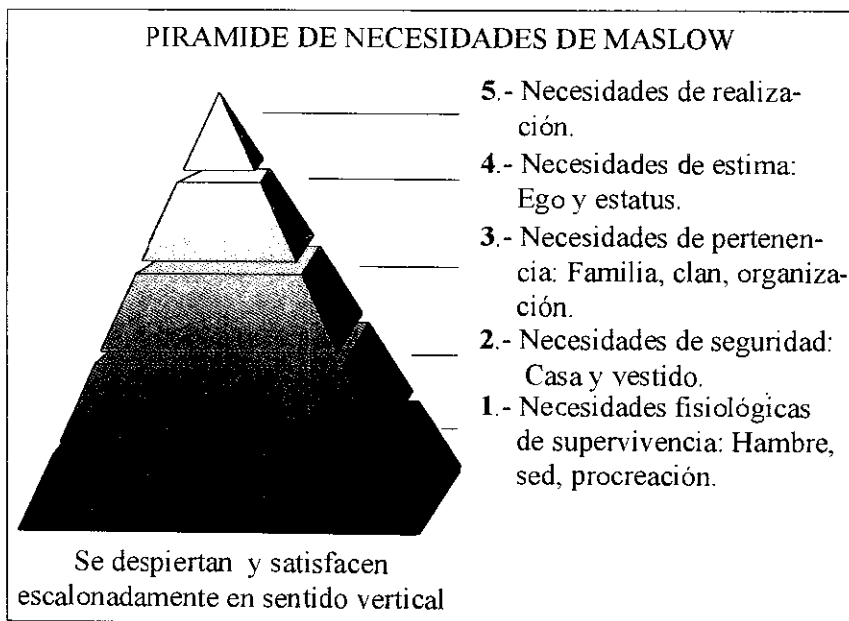 PIRAMIDE DE NECESIDADES DE MASLOW
5.- Necesidades de realiza-
ción.
4.- Necesidades de estima:
Ego y estatus.
3.- Necesidades de pertenen-
cia: Familia, clan, organiza-
ción.
2.- Necesidades de seguridad:
Casa y vestido.
1.- Necesidades fisiológicas
de supervivencia: Hambre,
sed, procreación.
Se despiertan y satisfacen
escalonadamente en sentido vertical